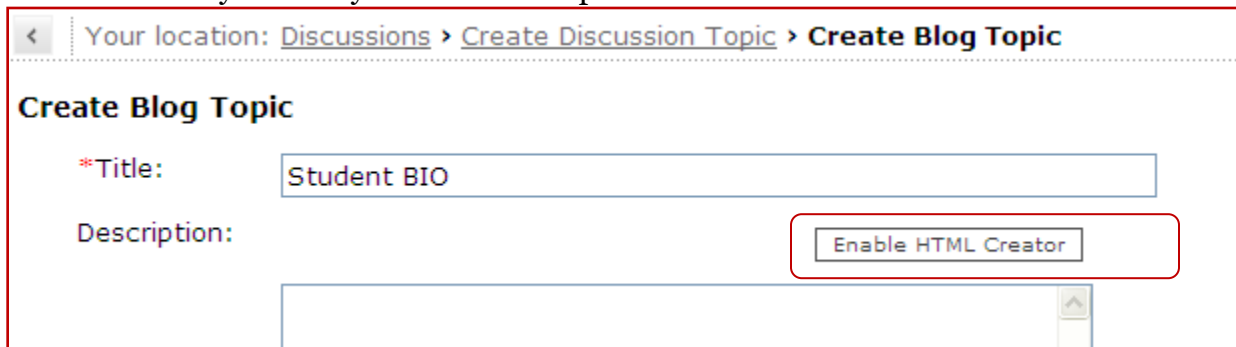 Your location: Discussions › Create Discussion Topic › Create Blog Topic
Create Blog Topic
*Title:
Student BIO
Description:
Enable HTML Creator